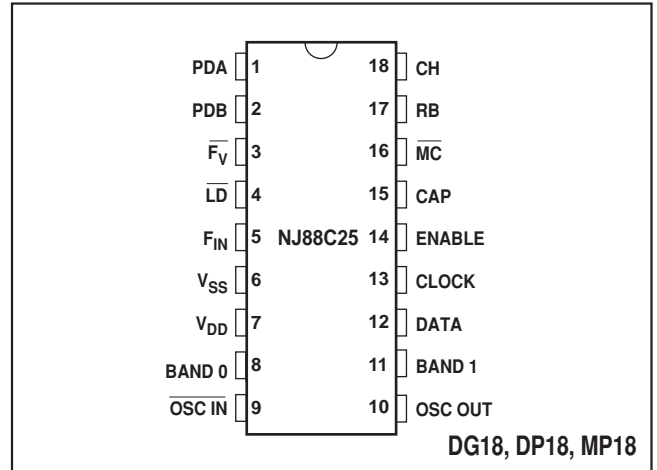 PDA 1 18 CH
PDB 2 17 RB
F̅V̅ 3 16 M̅C̅
L̅D̅ 4 15 CAP
FIN 5 NJ88C25 14 ENABLE
VSS 6 13 CLOCK
VDD 7 12 DATA
BAND 0 8 11 BAND 1
O̅S̅C̅ I̅N̅ 9 10 OSC OUT
DG18, DP18, MP18